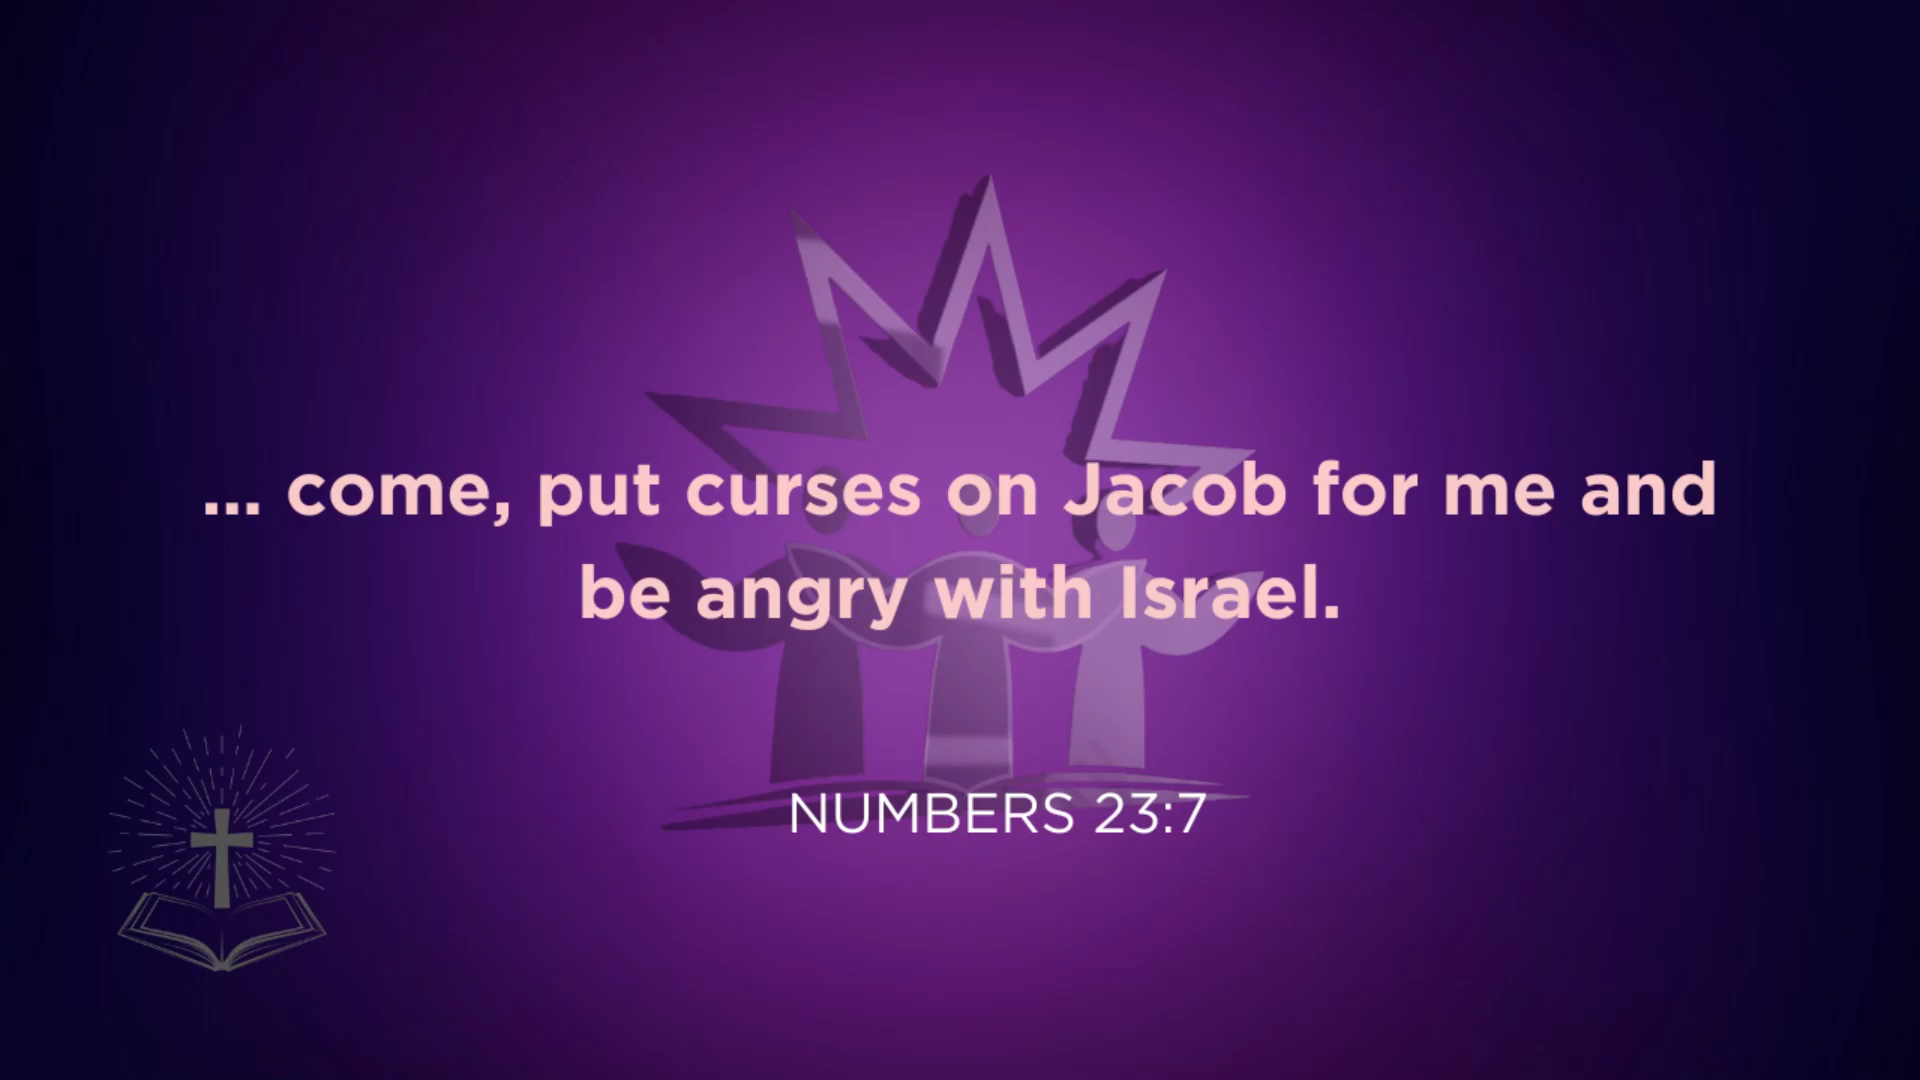 ... come, put curses on Jacob for me and
be angry with Israel.
NUMBERS 23:7